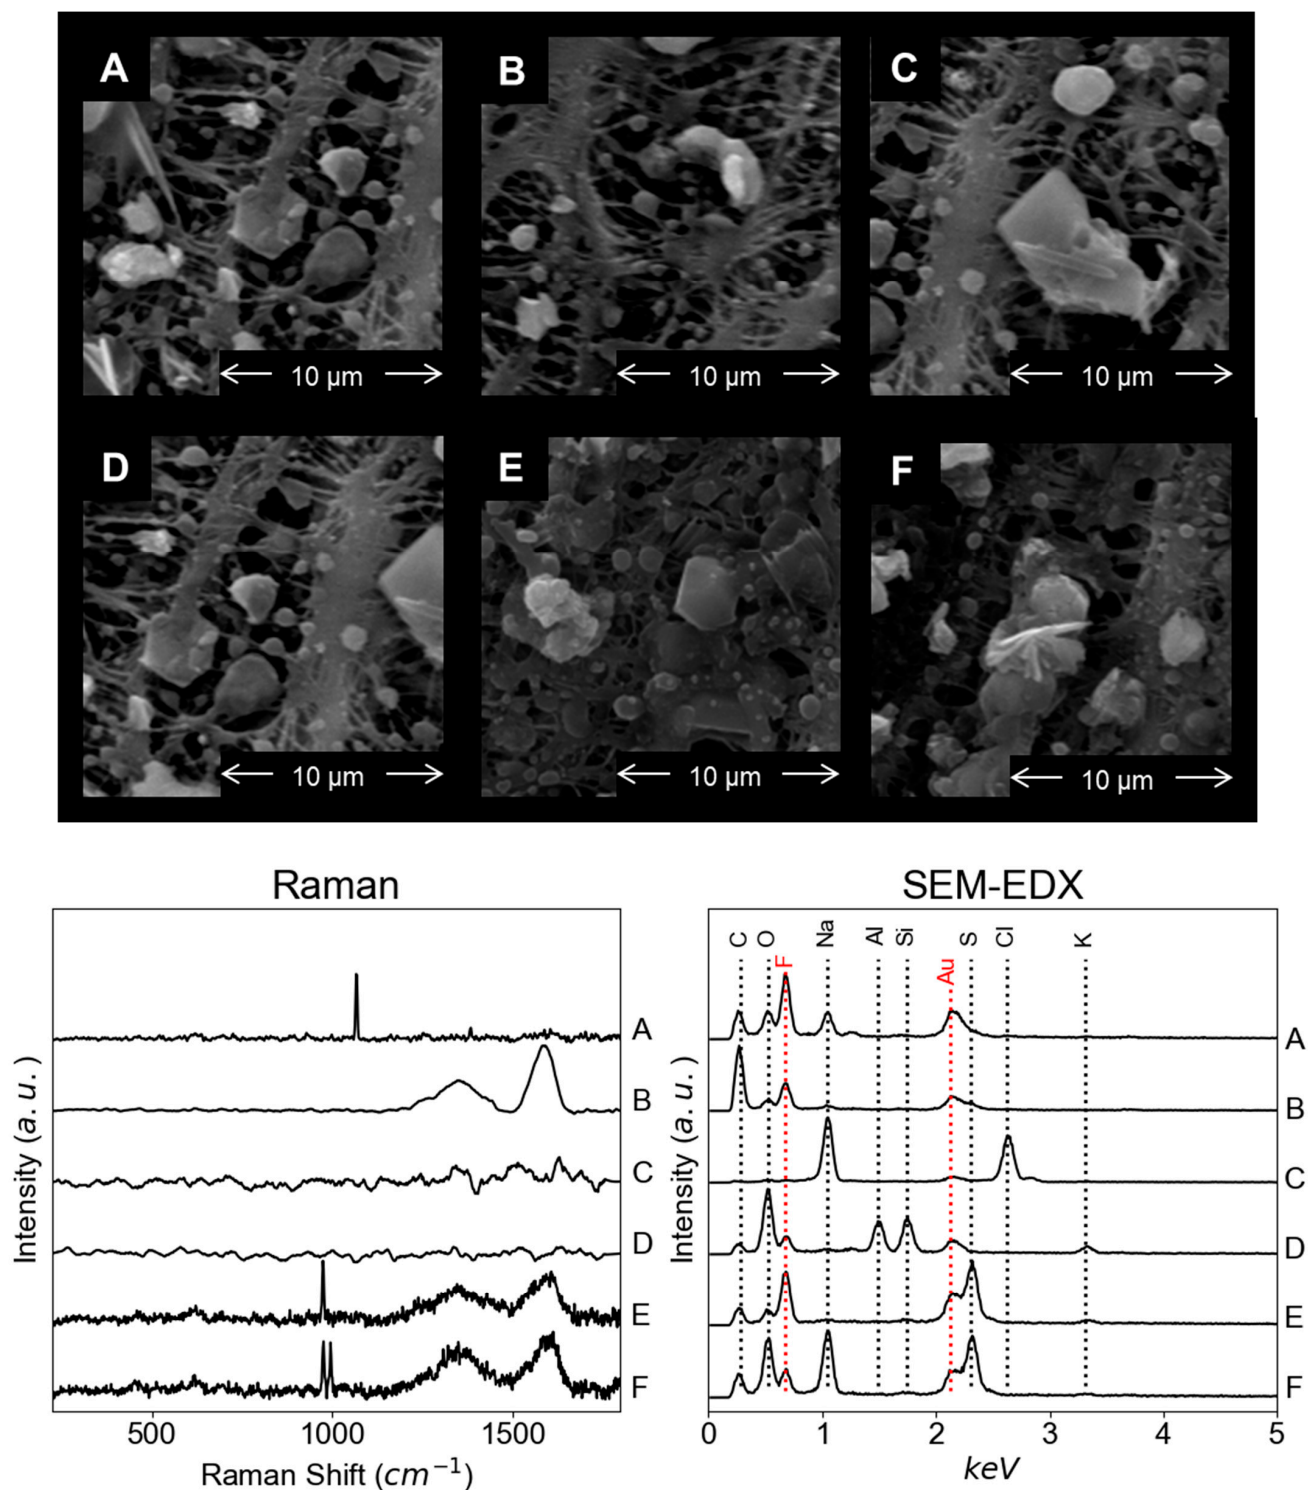 A B C
10 µm 10 µm 10 µm
D E F
10 µm 10 µm 10 µm
Raman
SEM-EDX
C O F Na Al Si Au S Cl K
Intensity (a. u.)
A
B
C
D
E
F
Intensity (a. u.)
A
B
C
D
E
F
500 1000 1500
0 1 2 3 4 5
Raman Shift (cm⁻¹)
keV